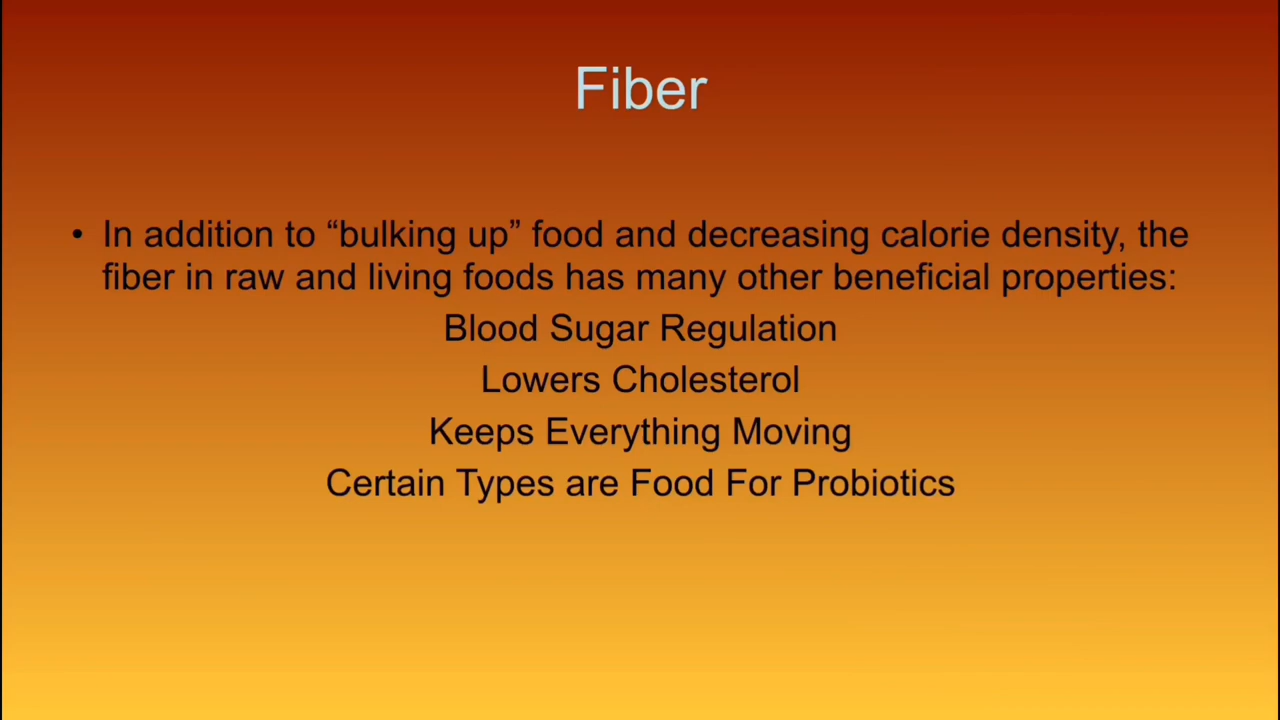 Fiber
• In addition to “bulking up” food and decreasing calorie density, the
fiber in raw and living foods has many other beneficial properties:
Blood Sugar Regulation
Lowers Cholesterol
Keeps Everything Moving
Certain Types are Food For Probiotics